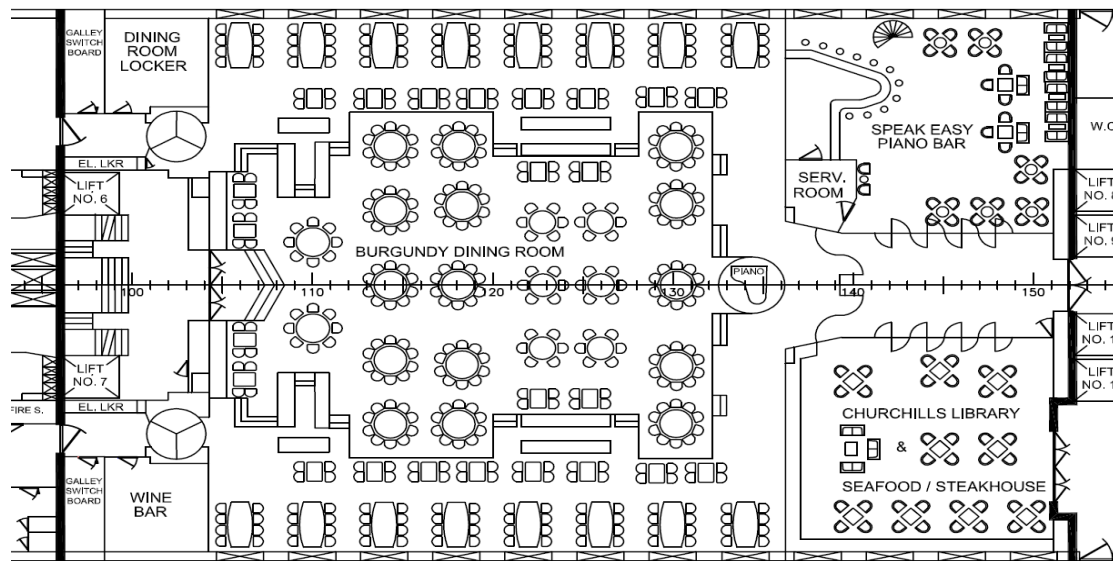 GALLEY
SWITCH
BOARD
DINING
ROOM
LOCKER
SPEAK EASY
PIANO BAR
W.C
EL. LKR
LIFT
NO. 6
SERV.
ROOM
LIFT
NO. 8
LIFT
NO. 9
BURGUNDY DINING ROOM
PIANO
100
110
120
130
140
150
LIFT
NO. 7
LIFT
NO. 1
LIFT
NO. 1
FIRE S.
EL. LKR
CHURCHILLS LIBRARY
&
SEAFOOD / STEAKHOUSE
GALLEY
SWITCH
BOARD
WINE
BAR